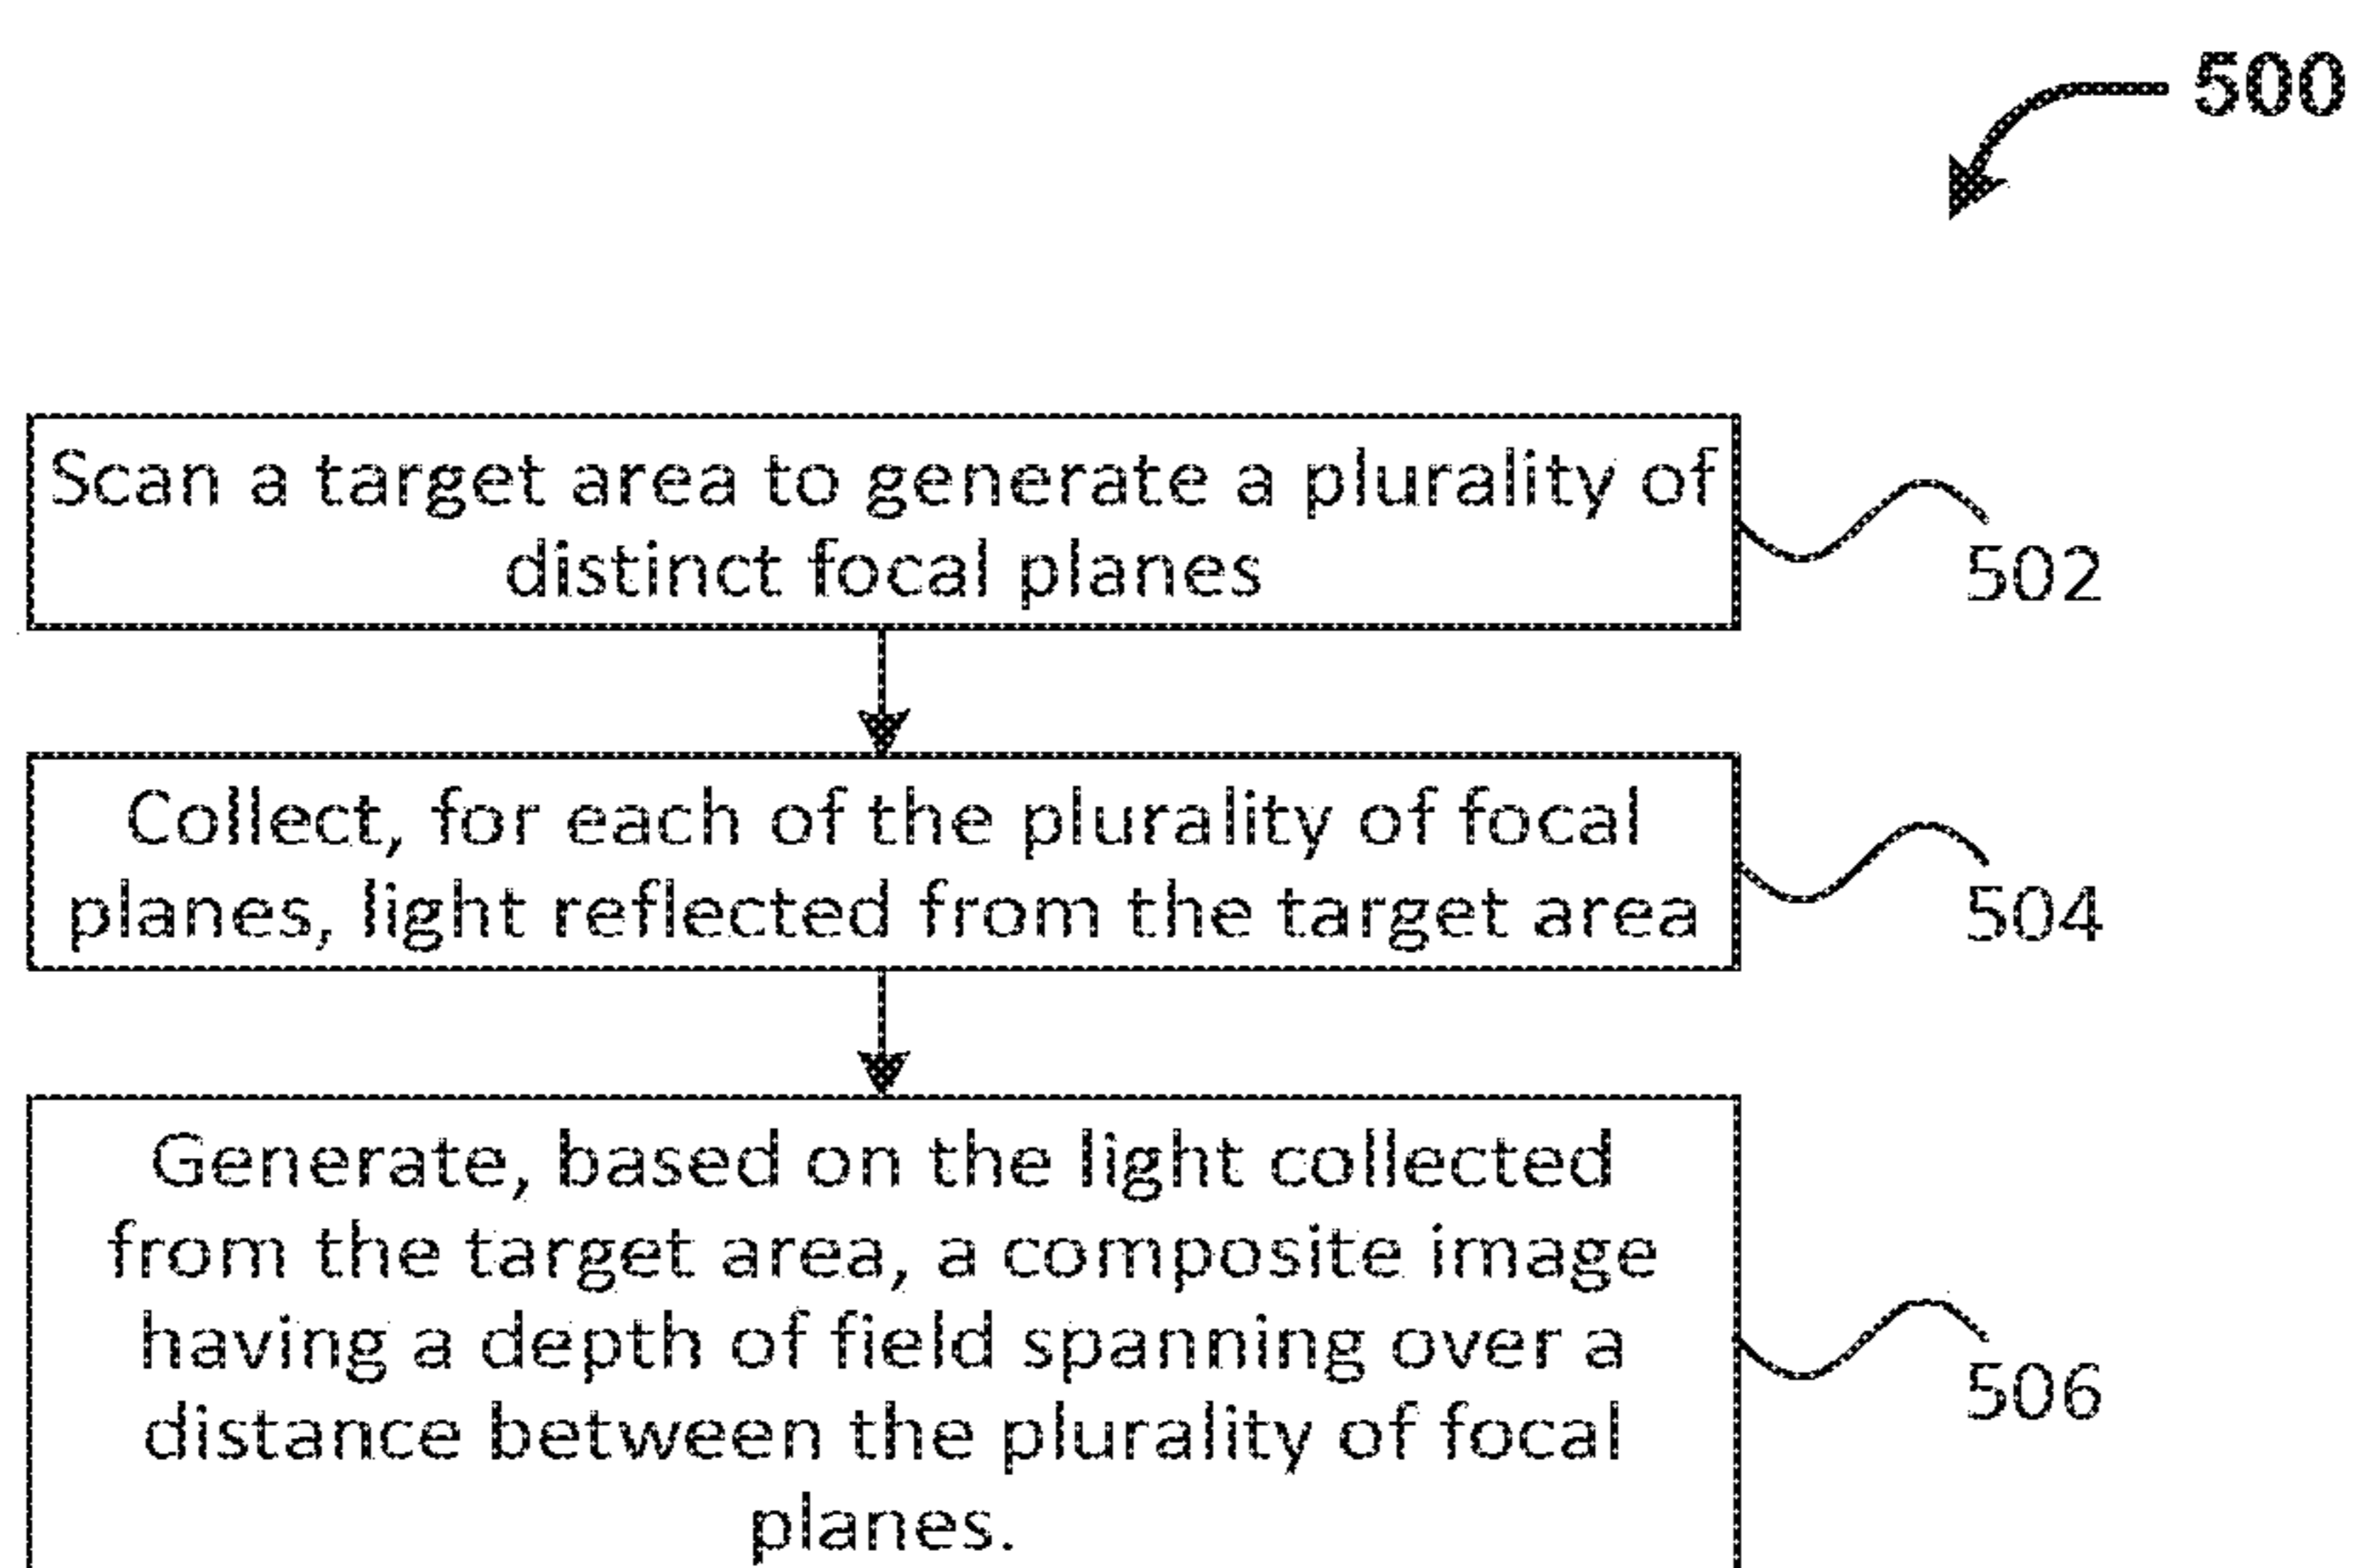 500
Scan a target area to generate a plurality of
distinct focal planes
502
Collect, for each of the plurality of focal
planes, light reflected from the target area
504
Generate, based on the light collected
from the target area, a composite image
having a depth of field spanning over a
distance between the plurality of focal
planes.
506